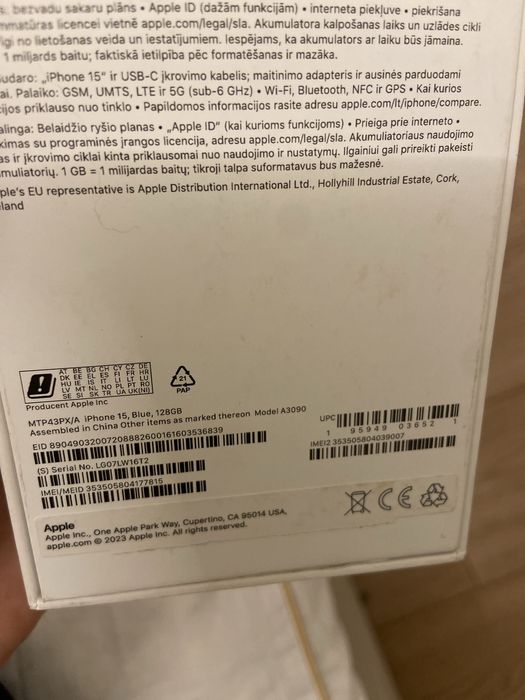 bezvadu sakaru plāns • Apple ID (dažām funkcijām) • interneta piekļuve • piekrišana
licencei vietnē apple.com/legal/sla. Akumulatora kalpošanas laiks un uzlādes cikli
īgi no lietošanas veida un iestatījumiem. Iespējams, ka akumulators ar laiku būs jāmaina.
1 miljards baitu; faktiskā ietilpība pēc formatēšanas ir mazāka.
udaro: „iPhone 15“ ir USB-C įkrovimo kabelis; maitinimo adapteris ir ausinės parduodami
ai. Palaiko: GSM, UMTS, LTE ir 5G (sub-6 GHz) • Wi-Fi, Bluetooth, NFC ir GPS • Kai kurios
cijos priklauso nuo tinklo • Papildomos informacijos rasite adresu apple.com/lt/iphone/compare.
alinga: Belaidžio ryšio planas • „Apple ID“ (kai kurioms funkcijoms) • Prieiga prie interneto •
kimas su programinės įrangos licencija, adresu apple.com/legal/sla. Akumuliatoriaus naudojimo
as ir įkrovimo ciklai kinta priklausomai nuo naudojimo ir nustatymų. Ilgainiui gali prireikti pakeisti
muliatorių. 1 GB = 1 milijardas baitų; tikroji talpa suformatavus bus mažesnė.
ple's EU representative is Apple Distribution International Ltd., Hollyhill Industrial Estate, Cork,
land
AT BE BG CH CY CZ DE
DK EE EL ES FI FR HR
HU IE IS IT LI LT LU
LV MT NL NO PL PT RO
SE SI SK TR UA UK(NI)
21
PAP
Producent Apple Inc
MTP43PX/A iPhone 15, Blue, 128GB
Assembled in China Other items as marked thereon Model A3090
EID 89049032007208882600161603536839
(S) Serial No. LG07LW16T2
IMEI/MEID 353505804177815
UPC
1 95949 03652 1
IMEI2 353505804039007
CE
Apple
Apple Inc., One Apple Park Way, Cupertino, CA 95014 USA.
apple.com © 2023 Apple Inc. All rights reserved.